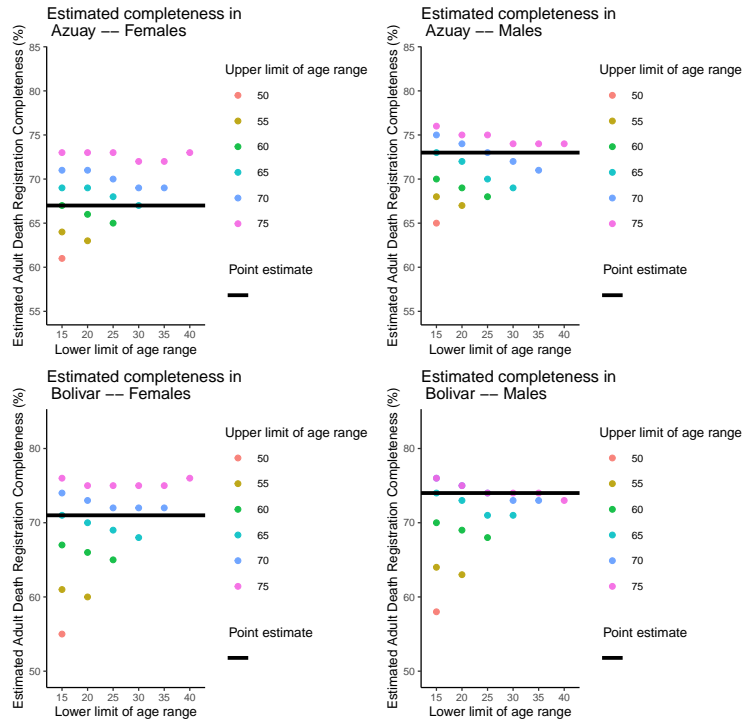 Estimated completeness in
Azuay −− Females
Estimated Adult Death Registration Completeness (%)
85
80
75
70
65
60
55
15 20 25 30 35 40
Lower limit of age range
Upper limit of age range
50
55
60
65
70
75
Point estimate
Estimated completeness in
Azuay −− Males
Estimated Adult Death Registration Completeness (%)
85
80
75
70
65
60
55
15 20 25 30 35 40
Lower limit of age range
Upper limit of age range
50
55
60
65
70
75
Point estimate
Estimated completeness in
Bolivar −− Females
Estimated Adult Death Registration Completeness (%)
80
70
60
50
15 20 25 30 35 40
Lower limit of age range
Upper limit of age range
50
55
60
65
70
75
Point estimate
Estimated completeness in
Bolivar −− Males
Estimated Adult Death Registration Completeness (%)
80
70
60
50
15 20 25 30 35 40
Lower limit of age range
Upper limit of age range
50
55
60
65
70
75
Point estimate